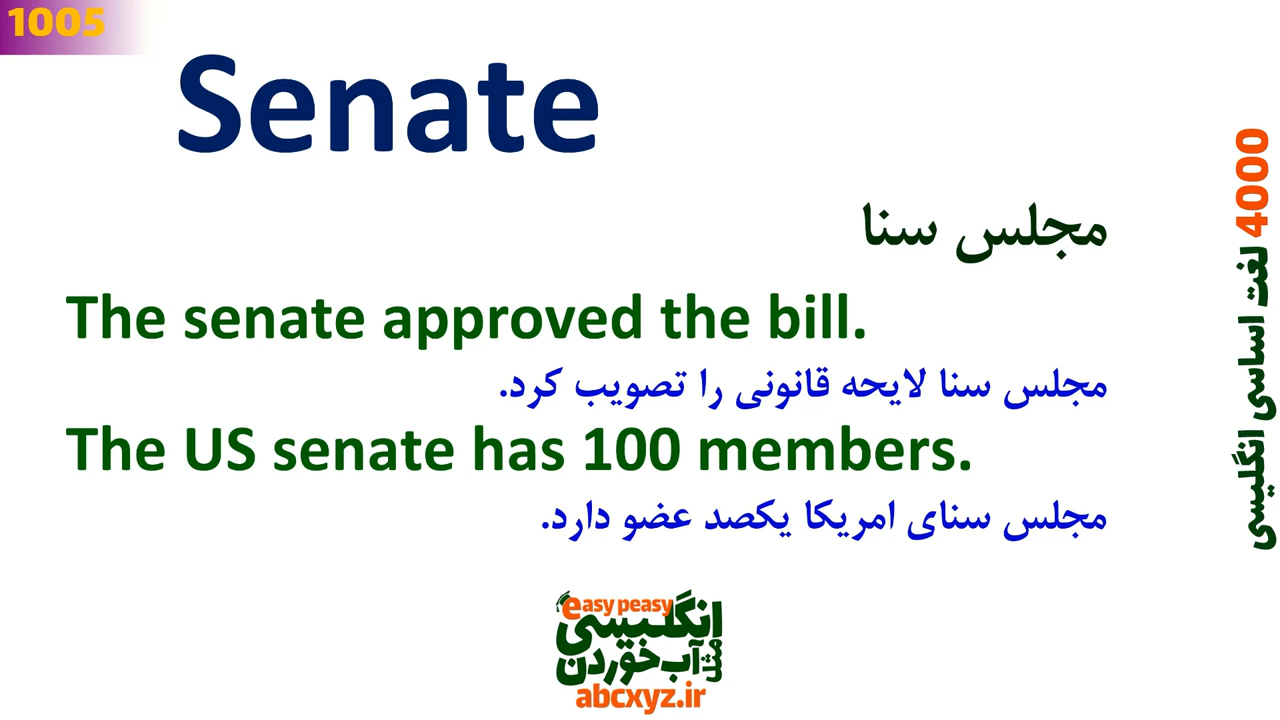 1005
Senate
مجلس سنا
The senate approved the bill.
مجلس سنا لایحه قانونی را تصویب کرد.
The US senate has 100 members.
مجلس سنای امریکا یکصد عضو دارد.
4000 لغت اساسی انگلیسی
easy peasy
انگلیسی
مثل آب خوردن
abcxyz.ir